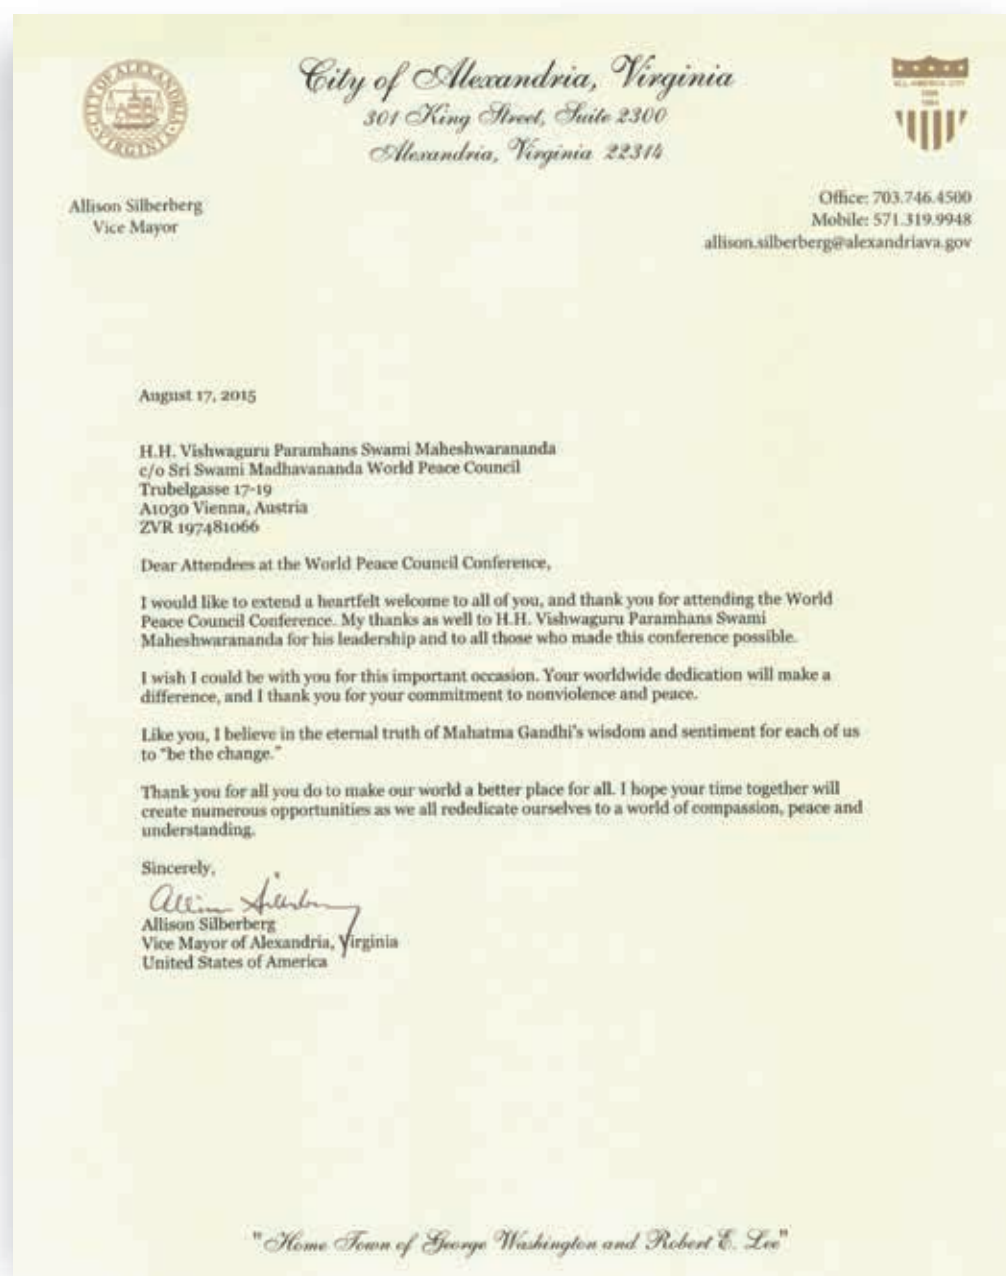 City of Alexandria, Virginia
301 King Street, Suite 2300
Alexandria, Virginia 22314
CITY OF ALEXANDRIA
VIRGINIA
ALL-AMERICA CITY
Allison Silberberg
Vice Mayor
Office: 703.746.4500
Mobile: 571.319.9948
allison.silberberg@alexandriava.gov
August 17, 2015
H.H. Vishwaguru Paramhans Swami Maheshwarananda
c/o Sri Swami Madhavananda World Peace Council
Trubelgasse 17-19
A1030 Vienna, Austria
ZVR 197481066
Dear Attendees at the World Peace Council Conference,
I would like to extend a heartfelt welcome to all of you, and thank you for attending the World
Peace Council Conference. My thanks as well to H.H. Vishwaguru Paramhans Swami
Maheshwarananda for his leadership and to all those who made this conference possible.
I wish I could be with you for this important occasion. Your worldwide dedication will make a
difference, and I thank you for your commitment to nonviolence and peace.
Like you, I believe in the eternal truth of Mahatma Gandhi's wisdom and sentiment for each of us
to "be the change."
Thank you for all you do to make our world a better place for all. I hope your time together will
create numerous opportunities as we all rededicate ourselves to a world of compassion, peace and
understanding.
Sincerely,
Allison Silberberg
Allison Silberberg
Vice Mayor of Alexandria, Virginia
United States of America
"Home Town of George Washington and Robert E. Lee"